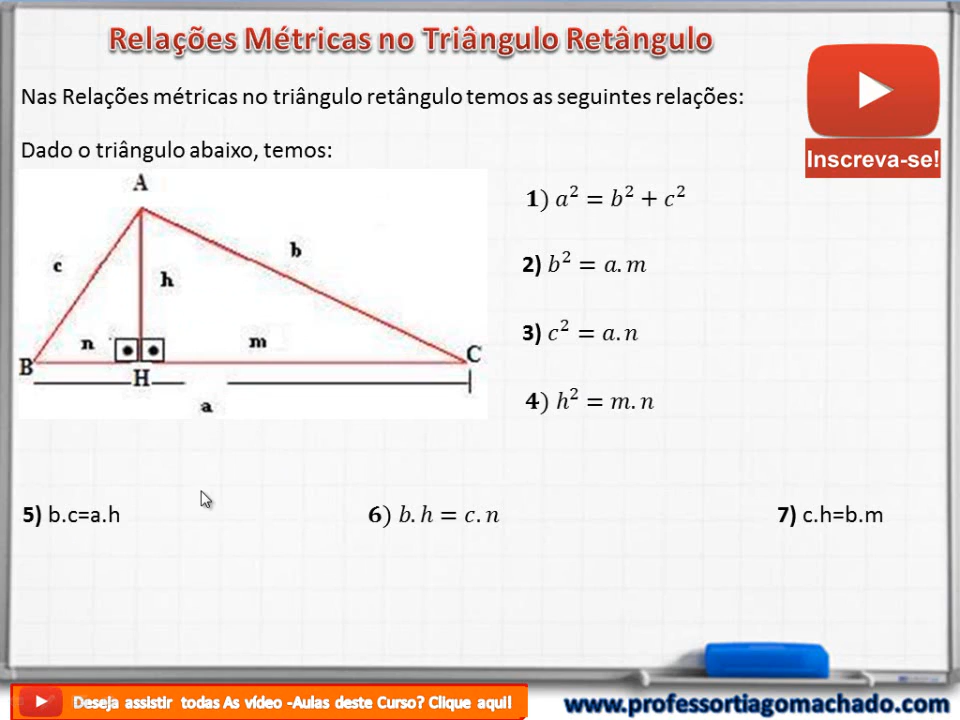 Relações Métricas no Triângulo Retângulo
Nas Relações métricas no triângulo retângulo temos as seguintes relações:
Inscreva-se!
Dado o triângulo abaixo, temos:
A
c
b
h
n
m
B
H
C
a
1) a² = b² + c²
2) b² = a.m
3) c² = a.n
4) h² = m.n
5) b.c=a.h
6) b.h = c.n
7) c.h=b.m
Deseja assistir todas As vídeo -Aulas deste Curso? Clique aqui!
www.professortiagomachado.com